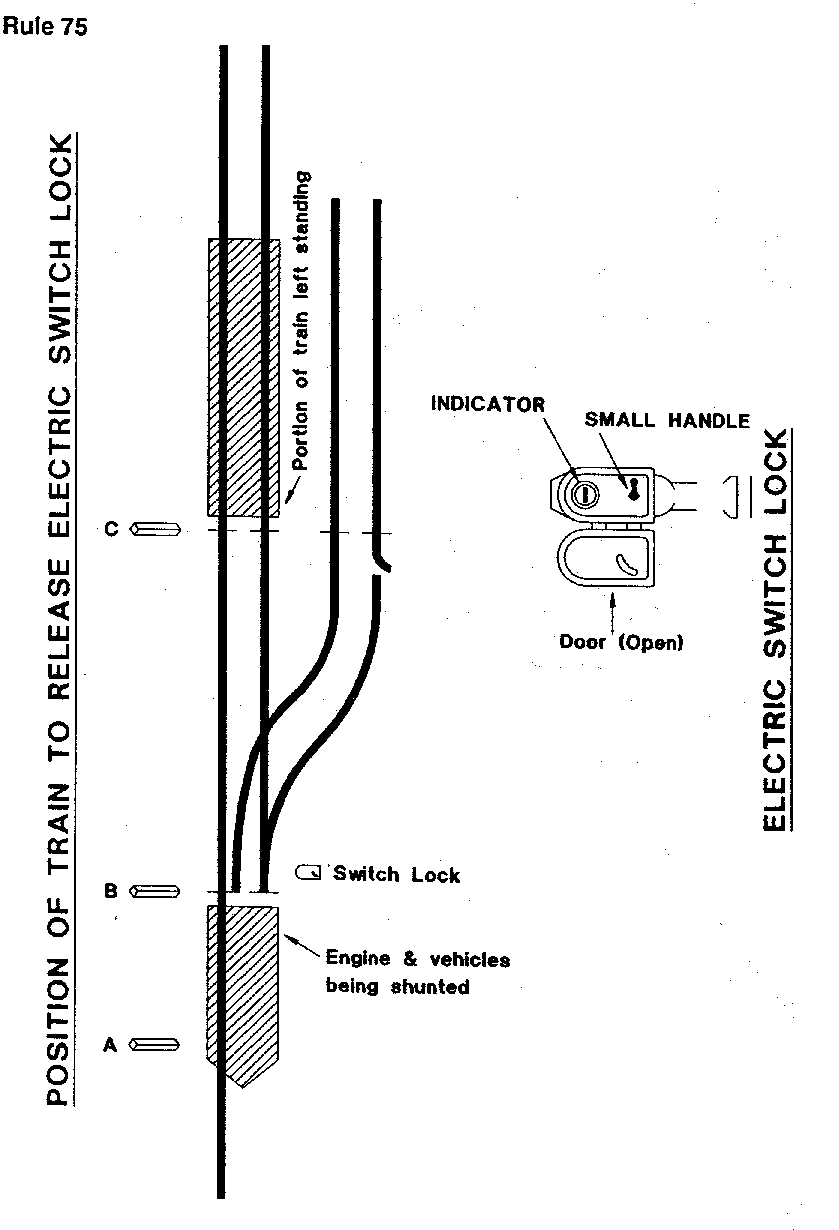 Rule 75
POSITION OF TRAIN TO RELEASE ELECTRIC SWITCH LOCK
Portion of train left standing
INDICATOR
SMALL HANDLE
C
Door (Open)
ELECTRIC SWITCH LOCK
Switch Lock
B
Engine & vehicles
being shunted
A